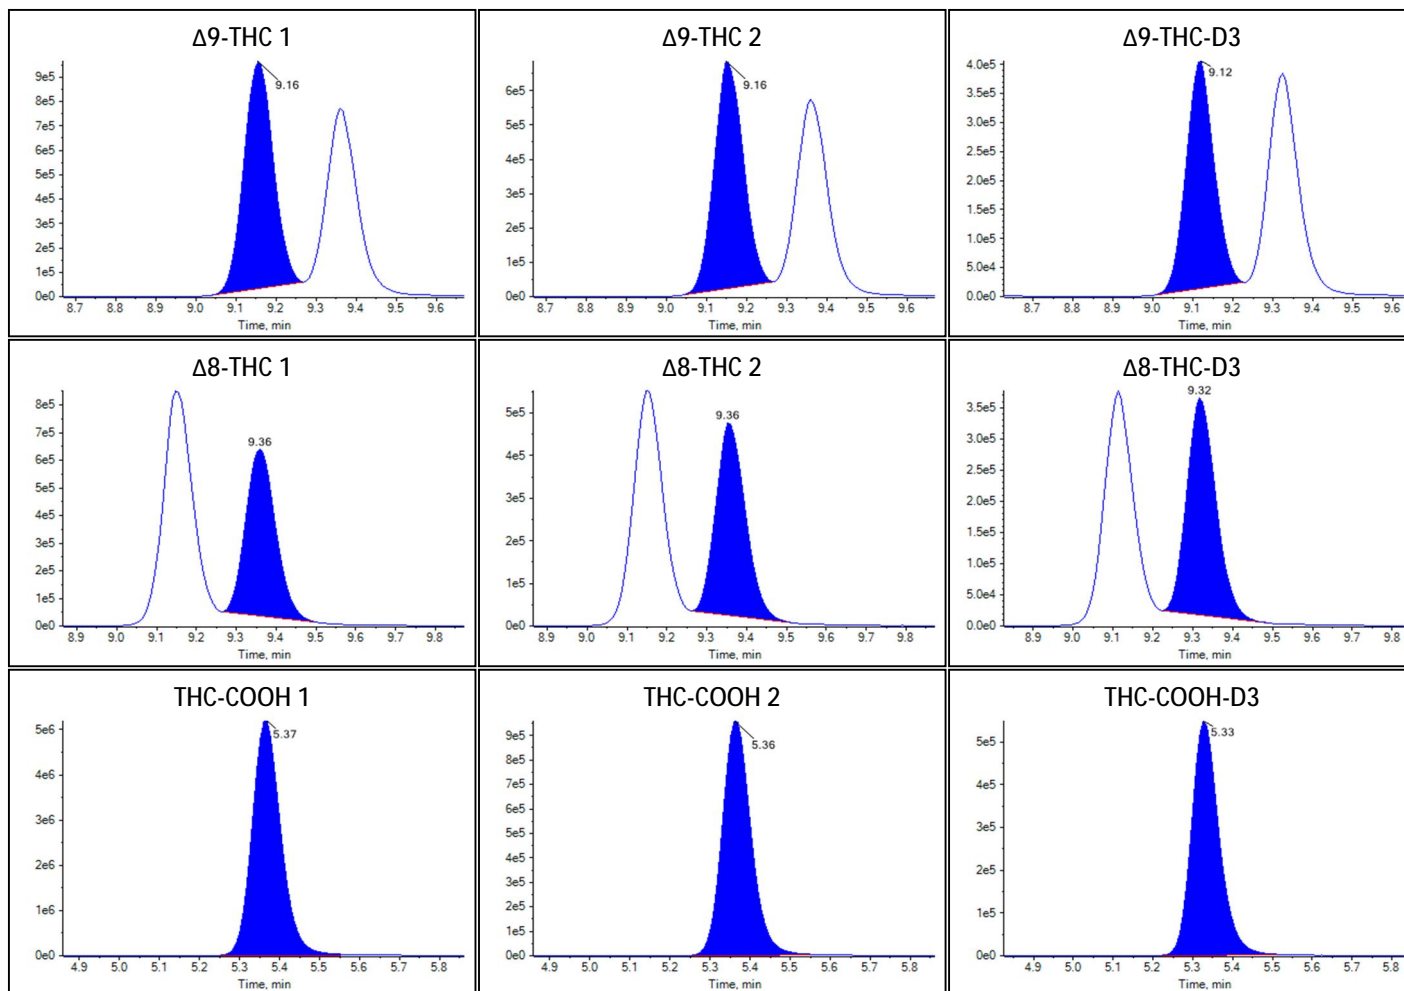 Δ9-THC 1
9e5
8e5
7e5
6e5
5e5
4e5
3e5
2e5
1e5
0e0
9.16
8.7 8.8 8.9 9.0 9.1 9.2 9.3 9.4 9.5 9.6
Time, min
Δ9-THC 2
6e5
5e5
4e5
3e5
2e5
1e5
0e0
9.16
8.7 8.8 8.9 9.0 9.1 9.2 9.3 9.4 9.5 9.6
Time, min
Δ9-THC-D3
4.0e5
3.5e5
3.0e5
2.5e5
2.0e5
1.5e5
1.0e5
5.0e4
0.0e0
9.12
8.7 8.8 8.9 9.0 9.1 9.2 9.3 9.4 9.5 9.6
Time, min
Δ8-THC 1
8e5
7e5
6e5
5e5
4e5
3e5
2e5
1e5
0e0
9.36
8.9 9.0 9.1 9.2 9.3 9.4 9.5 9.6 9.7 9.8
Time, min
Δ8-THC 2
5e5
4e5
3e5
2e5
1e5
0e0
9.36
8.9 9.0 9.1 9.2 9.3 9.4 9.5 9.6 9.7 9.8
Time, min
Δ8-THC-D3
3.5e5
3.0e5
2.5e5
2.0e5
1.5e5
1.0e5
5.0e4
0.0e0
9.32
8.9 9.0 9.1 9.2 9.3 9.4 9.5 9.6 9.7 9.8
Time, min
THC-COOH 1
5e6
4e6
3e6
2e6
1e6
0e0
5.37
4.9 5.0 5.1 5.2 5.3 5.4 5.5 5.6 5.7 5.8
Time, min
THC-COOH 2
9e5
8e5
7e5
6e5
5e5
4e5
3e5
2e5
1e5
0e0
5.36
4.9 5.0 5.1 5.2 5.3 5.4 5.5 5.6 5.7 5.8
Time, min
THC-COOH-D3
5e5
4e5
3e5
2e5
1e5
0e0
5.33
4.9 5.0 5.1 5.2 5.3 5.4 5.5 5.6 5.7 5.8
Time, min